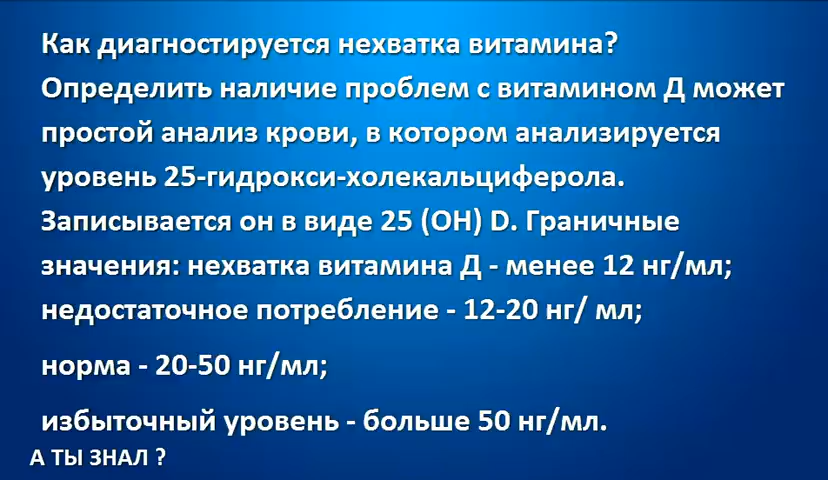 Как диагностируется нехватка витамина?
Определить наличие проблем с витамином Д может
простой анализ крови, в котором анализируется
уровень 25-гидрокси-холекальциферола.
Записывается он в виде 25 (OH) D. Граничные
значения: нехватка витамина Д - менее 12 нг/мл;
недостаточное потребление - 12-20 нг/ мл;
норма - 20-50 нг/мл;
избыточный уровень - больше 50 нг/мл.
А ТЫ ЗНАЛ ?